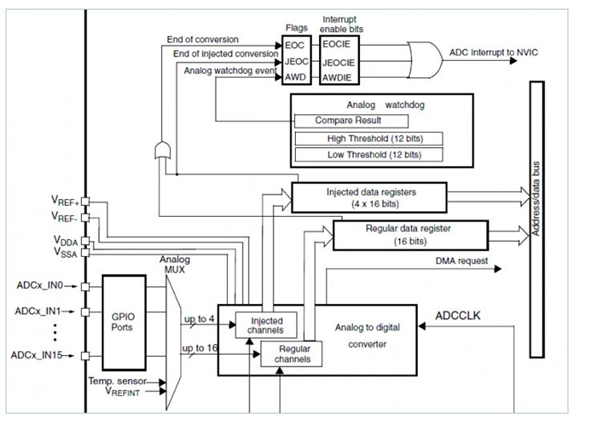 Flags
Interrupt
enable bits
End of conversion
EOC
EOCIE
End of injected conversion
JEOC
JEOCIE
ADC Interrupt to NVIC
Analog watchdog event
AWD
AWDIE
Analog watchdog
Compare Result
High Threshold (12 bits)
Low Threshold (12 bits)
Address/data bus
Injected data registers
(4 x 16 bits)
Regular data register
(16 bits)
VREF+
VREF-
VDDA
VSSA
Analog
MUX
DMA request
ADCx_IN0
ADCx_IN1
GPIO
Ports
ADCx_IN15
up to 4
Injected
channels
up to 16
Regular
channels
Analog to digital
converter
ADCCLK
Temp. sensor
VREFINT